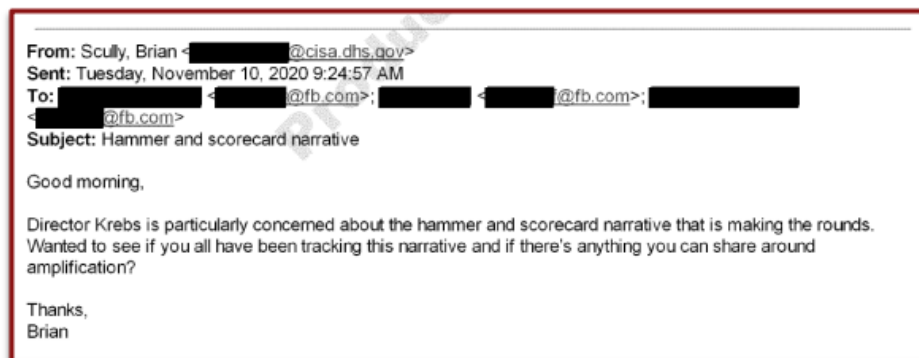 Produc
From: Scully, Brian < @cisa.dhs.gov>
Sent: Tuesday, November 10, 2020 9:24:57 AM
To: < @fb.com>; < @fb.com>;
< @fb.com>
Subject: Hammer and scorecard narrative
Good morning,
Director Krebs is particularly concerned about the hammer and scorecard narrative that is making the rounds.
Wanted to see if you all have been tracking this narrative and if there's anything you can share around
amplification?
Thanks,
Brian